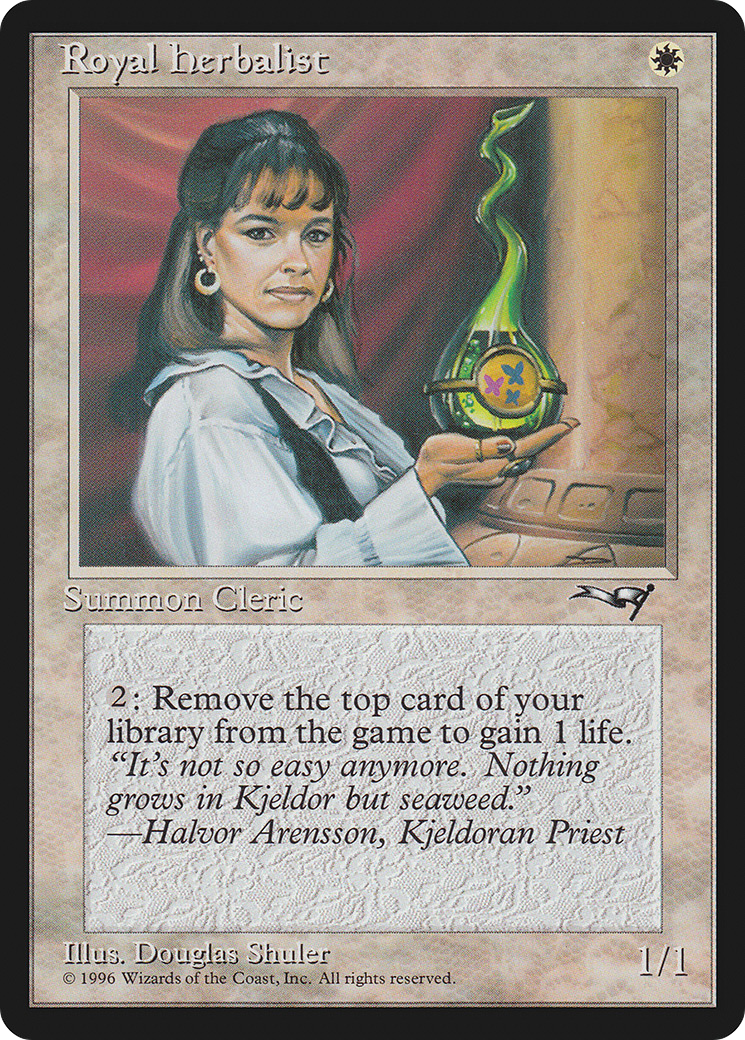 Royal Herbalist
Summon Cleric
2: Remove the top card of your
library from the game to gain 1 life.
“It's not so easy anymore. Nothing
grows in Kjeldor but seaweed.”
—Halvor Arensson, Kjeldoran Priest
Illus. Douglas Shuler
1/1
© 1996 Wizards of the Coast, Inc. All rights reserved.